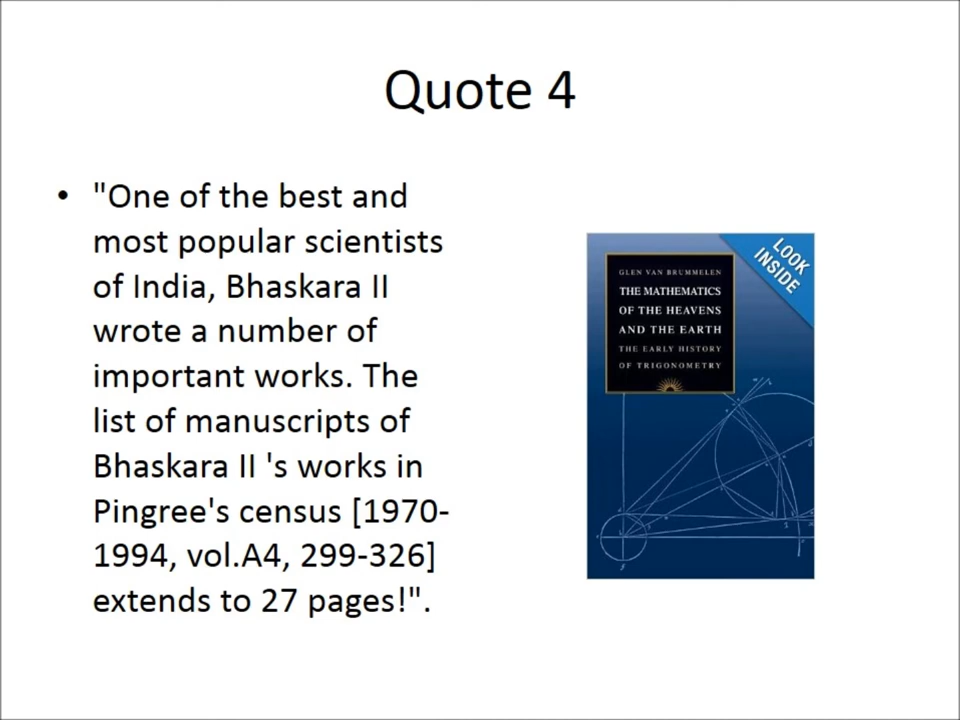 Quote 4
• "One of the best and
most popular scientists
of India, Bhaskara II
wrote a number of
important works. The
list of manuscripts of
Bhaskara II 's works in
Pingree's census [1970-
1994, vol.A4, 299-326]
extends to 27 pages!".
LOOK
INSIDE
GLEN VAN BRUMMELEN
THE MATHEMATICS
OF THE HEAVENS
AND THE EARTH
THE EARLY HISTORY
OF TRIGONOMETRY